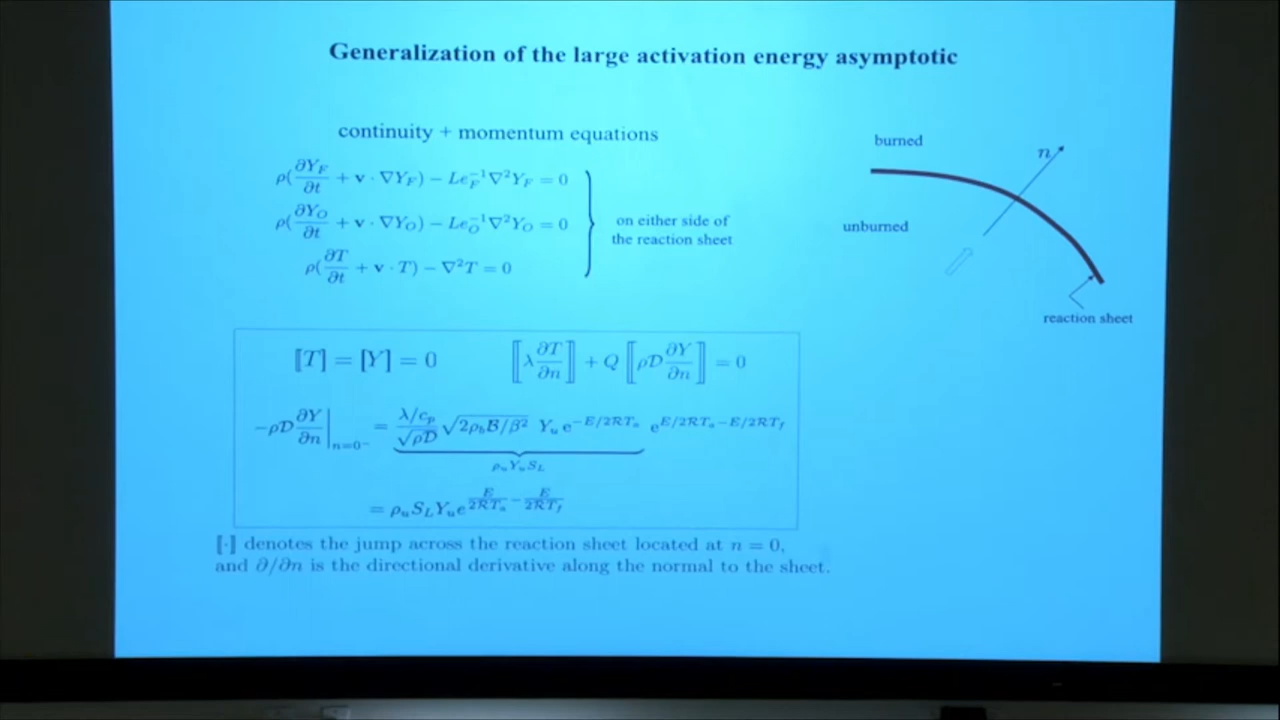 Generalization of the large activation energy asymptotic
continuity + momentum equations
ρ(∂Y_F/∂t + v · ∇Y_F) − Le_F^−1 ∇²Y_F = 0
ρ(∂Y_O/∂t + v · ∇Y_O) − Le_O^−1 ∇²Y_O = 0
ρ(∂T/∂t + v · T) − ∇²T = 0
on either side of
the reaction sheet
burned
n
unburned
reaction sheet
⟦T⟧ = ⟦Y⟧ = 0    ⟦λ ∂T/∂n⟧ + Q ⟦ρD ∂Y/∂n⟧ = 0
−ρD ∂Y/∂n |_{n=0⁻} = (λ/c_p)/√(ρD) √(2ρ_b B/β²) Y_u e^{−E/2RT_a} e^{E/2RT_a−E/2RT_f}
ρ_u Y_u S_L
= ρ_u S_L Y_u e^{E/2RT_a − E/2RT_f}
⟦·⟧ denotes the jump across the reaction sheet located at n = 0,
and ∂/∂n is the directional derivative along the normal to the sheet.